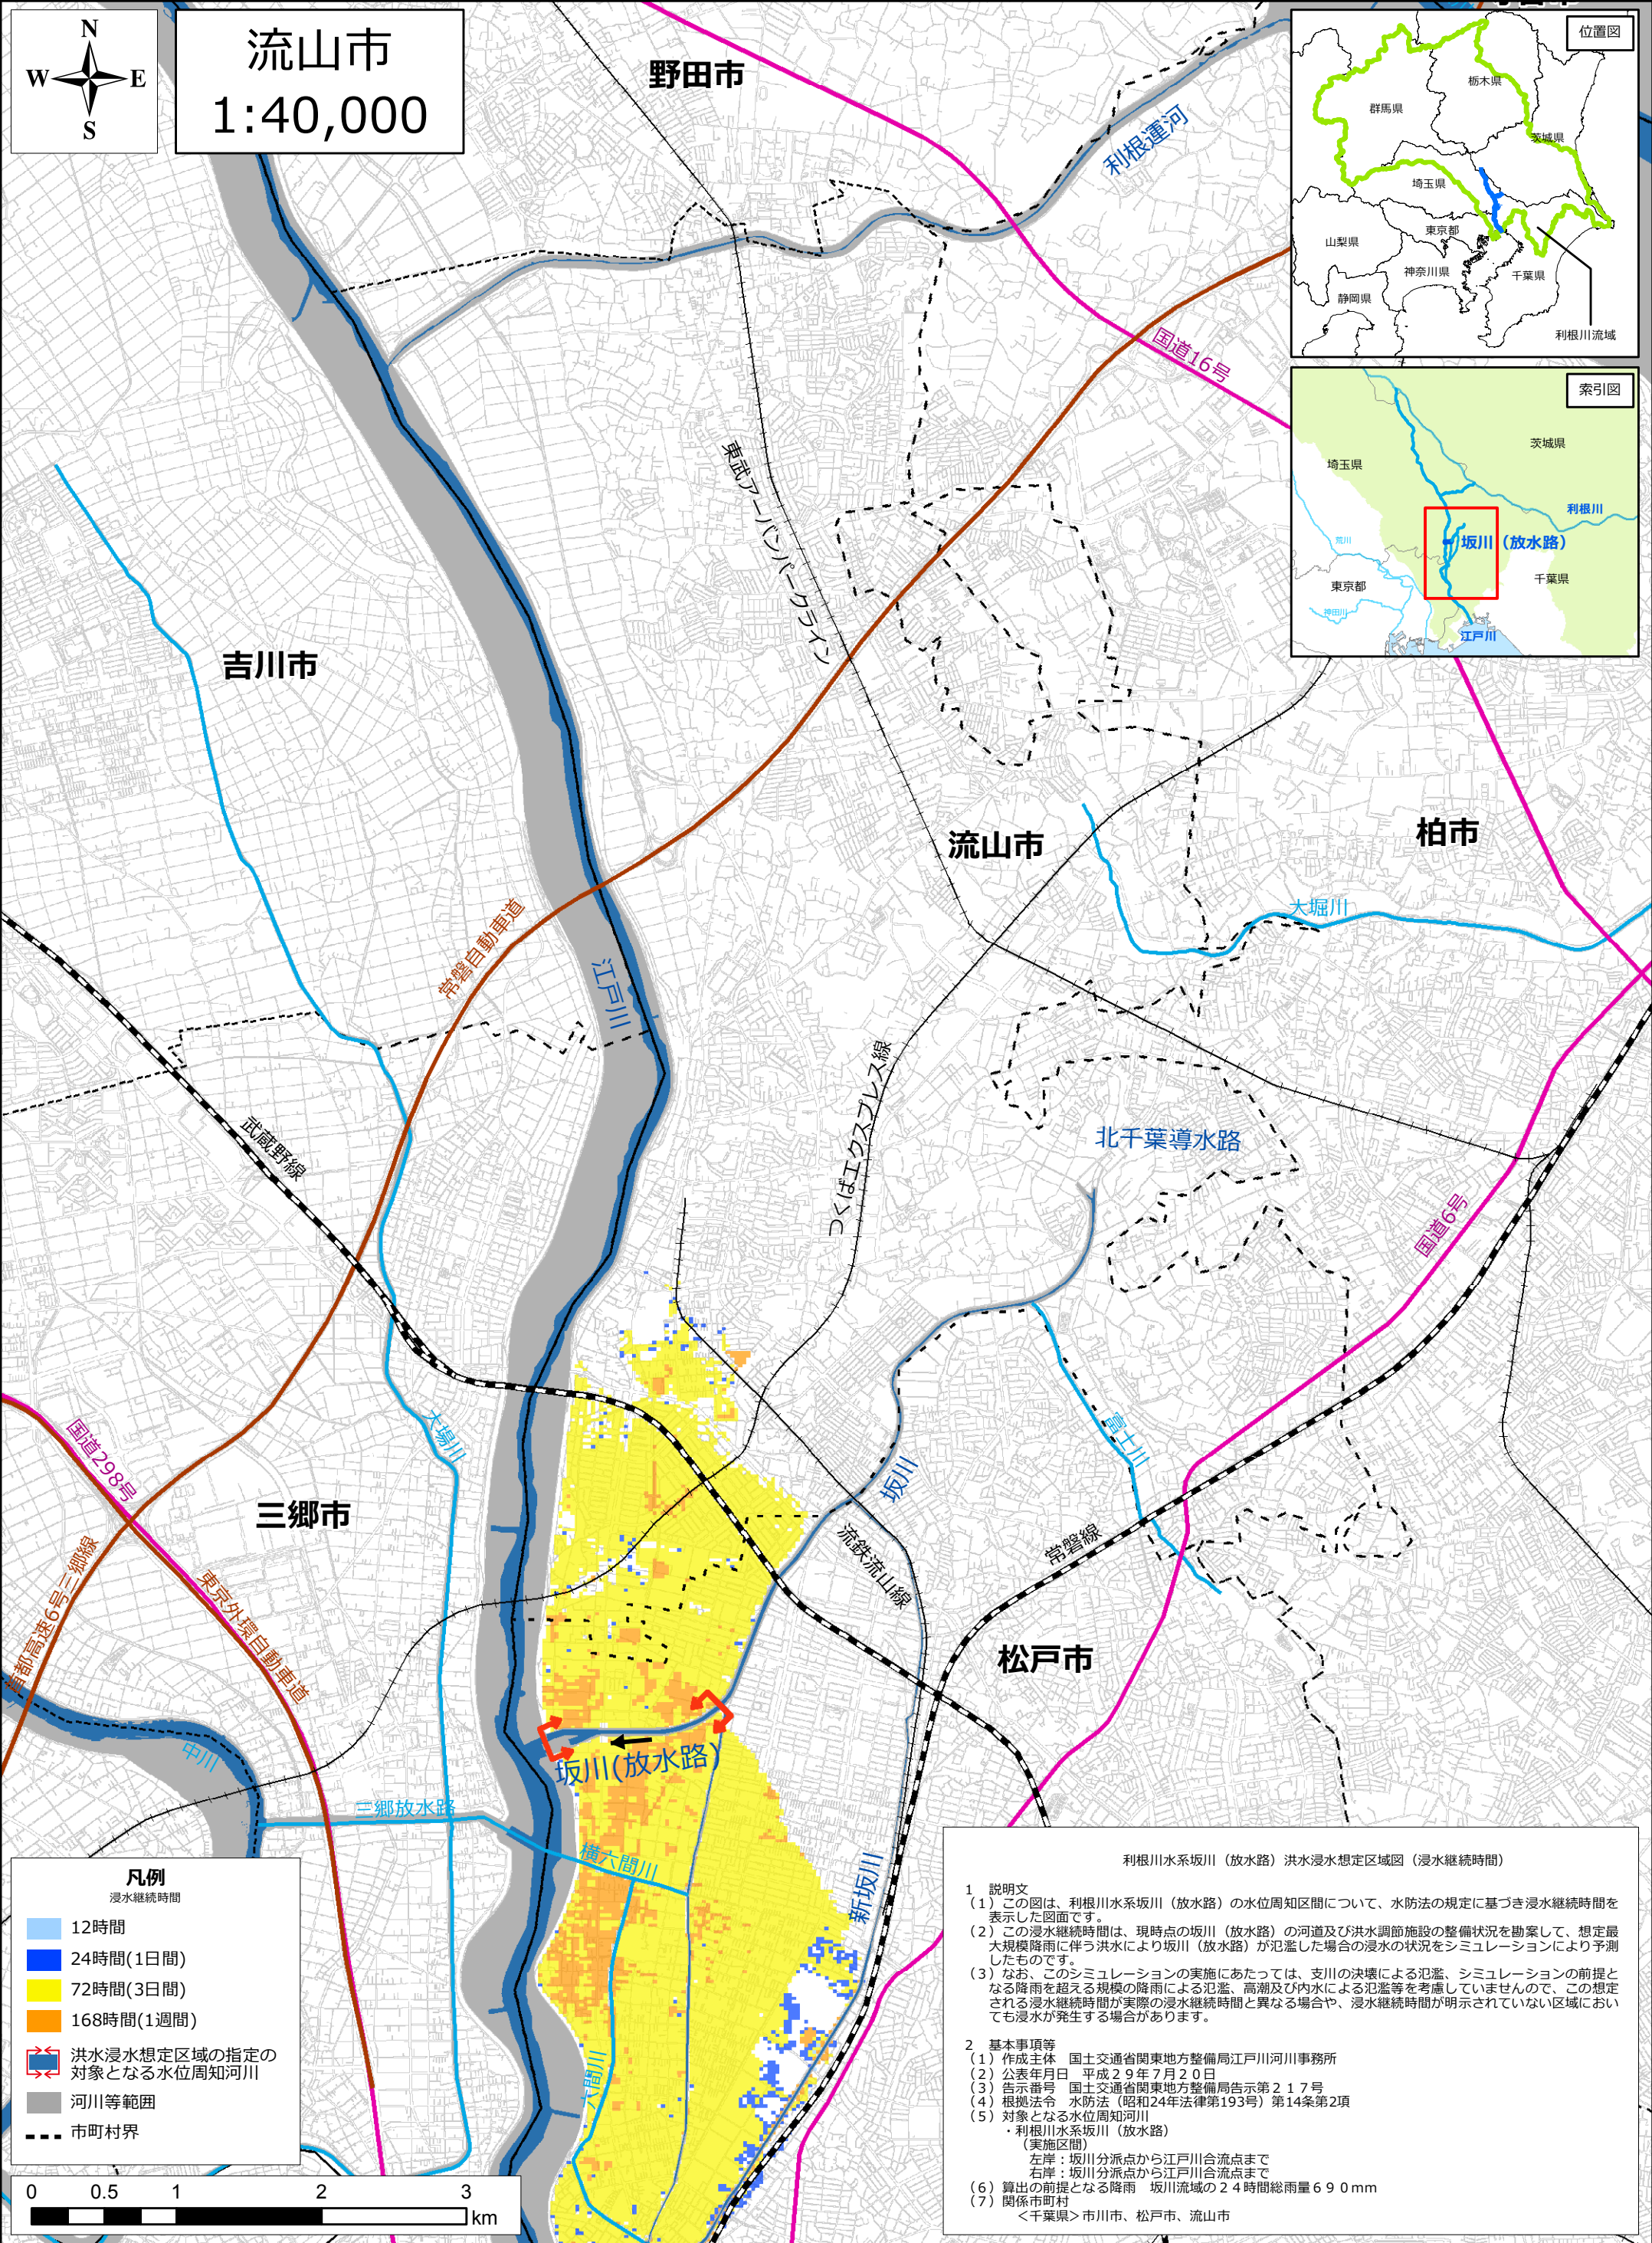 N
W E
S
流山市
1:40,000
野田市
利根運河
位置図
栃木県
群馬県
茨城県
埼玉県
東京都
山梨県
神奈川県
千葉県
静岡県
利根川流域
国道16号
索引図
茨城県
埼玉県
利根川
荒川
坂川（放水路）
東京都
千葉県
神田川
江戸川
東武アーバンパークライン
吉川市
流山市
柏市
大堀川
常磐自動車道
江戸川
つくばエクスプレス線
武蔵野線
北千葉導水路
国道6号
大場川
国道298号
富士川
坂川
三郷市
流鉄流山線
常磐線
首都高速6号三郷線
東京外環自動車道
松戸市
中川
坂川(放水路)
三郷放水路
横六間川
新坂川
六間川
凡例
浸水継続時間
12時間
24時間(1日間)
72時間(3日間)
168時間(1週間)
洪水浸水想定区域の指定の
対象となる水位周知河川
河川等範囲
市町村界
0 0.5 1 2 3
km
利根川水系坂川（放水路）洪水浸水想定区域図（浸水継続時間）
1 説明文
（1）この図は、利根川水系坂川（放水路）の水位周知区間について、水防法の規定に基づき浸水継続時間を
表示した図面です。
（2）この浸水継続時間は、現時点の坂川（放水路）の河道及び洪水調節施設の整備状況を勘案して、想定最
大規模降雨に伴う洪水により坂川（放水路）が氾濫した場合の浸水の状況をシミュレーションにより予測
したものです。
（3）なお、このシミュレーションの実施にあたっては、支川の決壊による氾濫、シミュレーションの前提と
なる降雨を超える規模の降雨による氾濫、高潮及び内水による氾濫等を考慮していませんので、この想定
される浸水継続時間が実際の浸水継続時間と異なる場合や、浸水継続時間が明示されていない区域におい
ても浸水が発生する場合があります。
2 基本事項等
（1）作成主体 国土交通省関東地方整備局江戸川河川事務所
（2）公表年月日 平成２９年７月２０日
（3）告示番号 国土交通省関東地方整備局告示第２１７号
（4）根拠法令 水防法（昭和24年法律第193号）第14条第2項
（5）対象となる水位周知河川
・利根川水系坂川（放水路）
（実施区間）
左岸：坂川分派点から江戸川合流点まで
右岸：坂川分派点から江戸川合流点まで
（6）算出の前提となる降雨 坂川流域の２４時間総雨量６９０mm
（7）関係市町村
＜千葉県＞市川市、松戸市、流山市